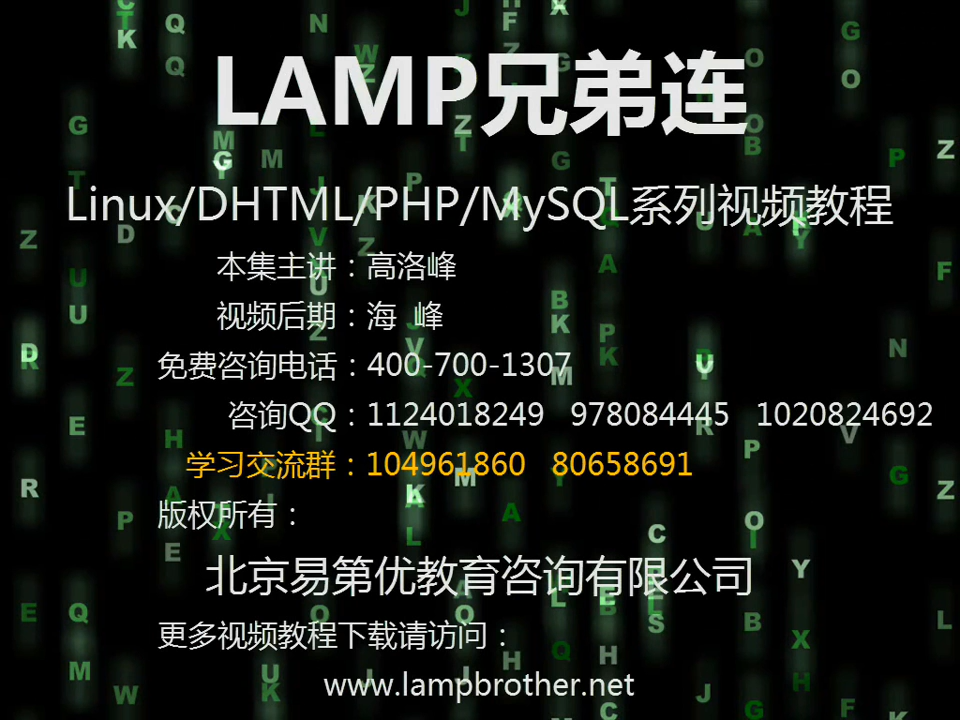 LAMP兄弟连
Linux/DHTML/PHP/MySQL系列视频教程
本集主讲：高洛峰
视频后期：海 峰
免费咨询电话：400-700-1307
咨询QQ：1124018249 978084445 1020824692
学习交流群：104961860 80658691
版权所有：
北京易第优教育咨询有限公司
更多视频教程下载请访问：
www.lampbrother.net